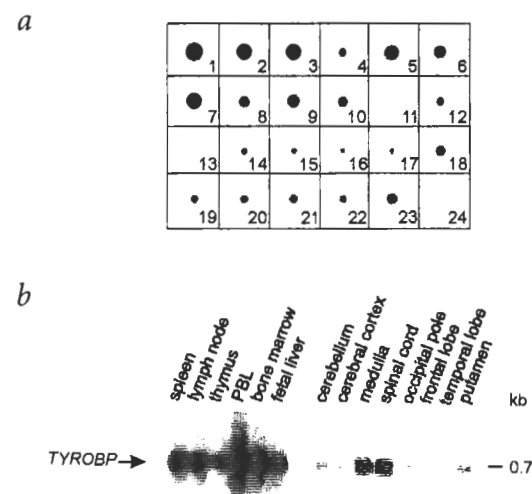 a
1 2 3 4 5 6
7 8 9 10 11 12
13 14 15 16 17 18
19 20 21 22 23 24
b
spleen
lymph node
thymus
PBL
bone marrow
fetal liver
cerebellum
cerebral cortex
medulla
spinal cord
occipital pole
frontal lobe
temporal lobe
putamen
kb
TYROBP
0.7